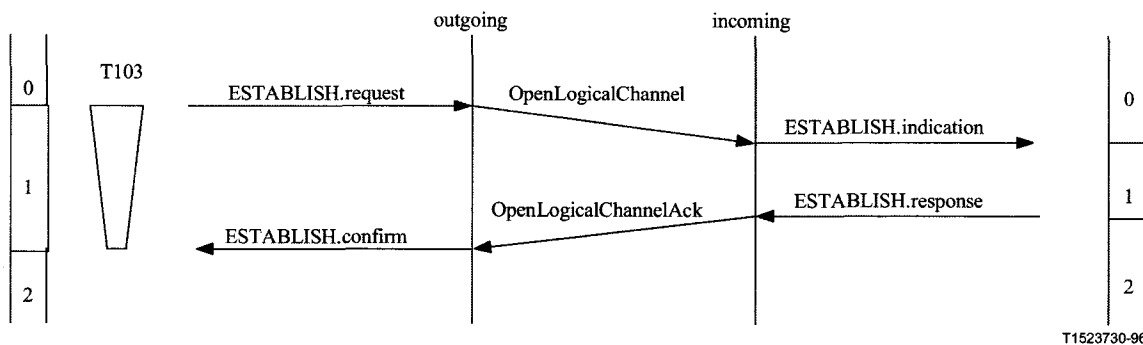 outgoing
incoming
T103
0
ESTABLISH.request
OpenLogicalChannel
0
ESTABLISH.indication
1
OpenLogicalChannelAck
ESTABLISH.response
1
ESTABLISH.confirm
2
2
T1523730-96